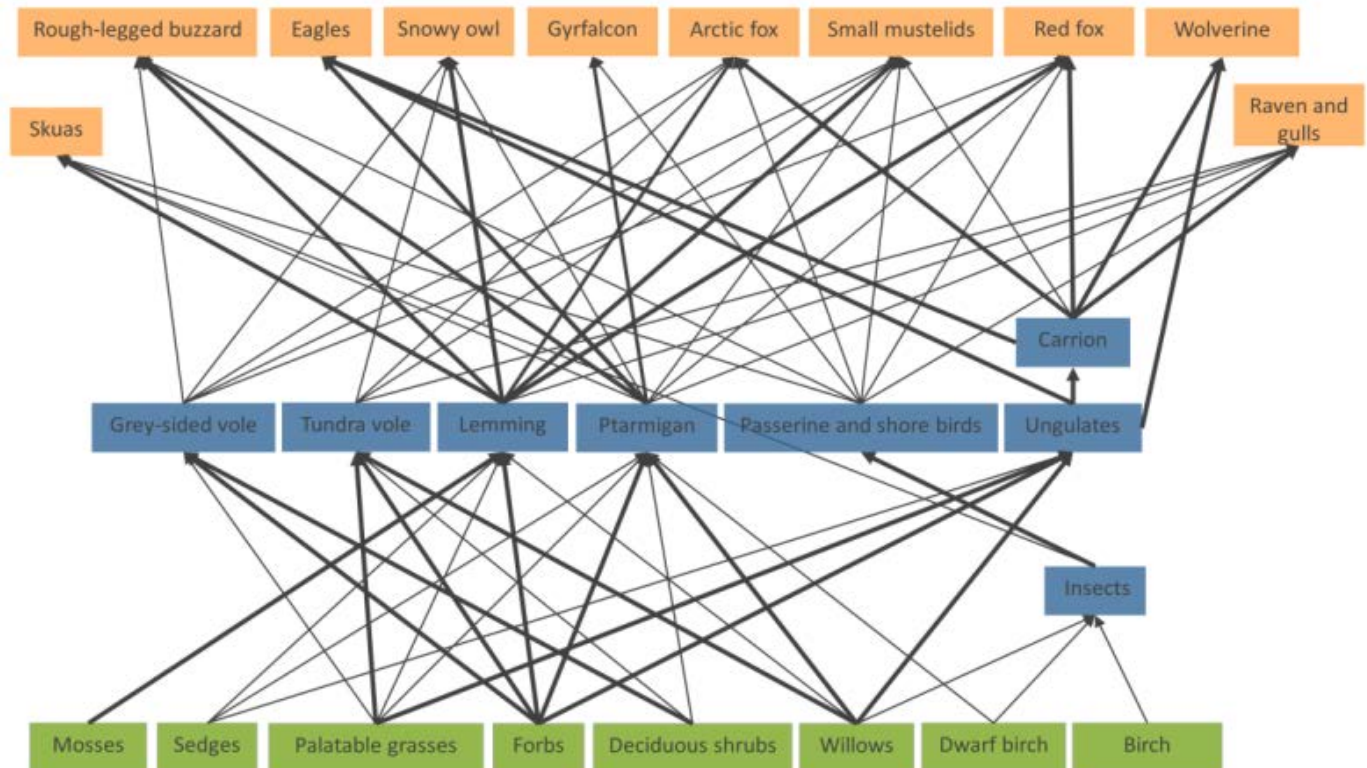 Rough-legged buzzard
Eagles
Snowy owl
Gyrfalcon
Arctic fox
Small mustelids
Red fox
Wolverine
Skuas
Raven and
gulls
Carrion
Grey-sided vole
Tundra vole
Lemming
Ptarmigan
Passerine and shore birds
Ungulates
Insects
Mosses
Sedges
Palatable grasses
Forbs
Deciduous shrubs
Willows
Dwarf birch
Birch